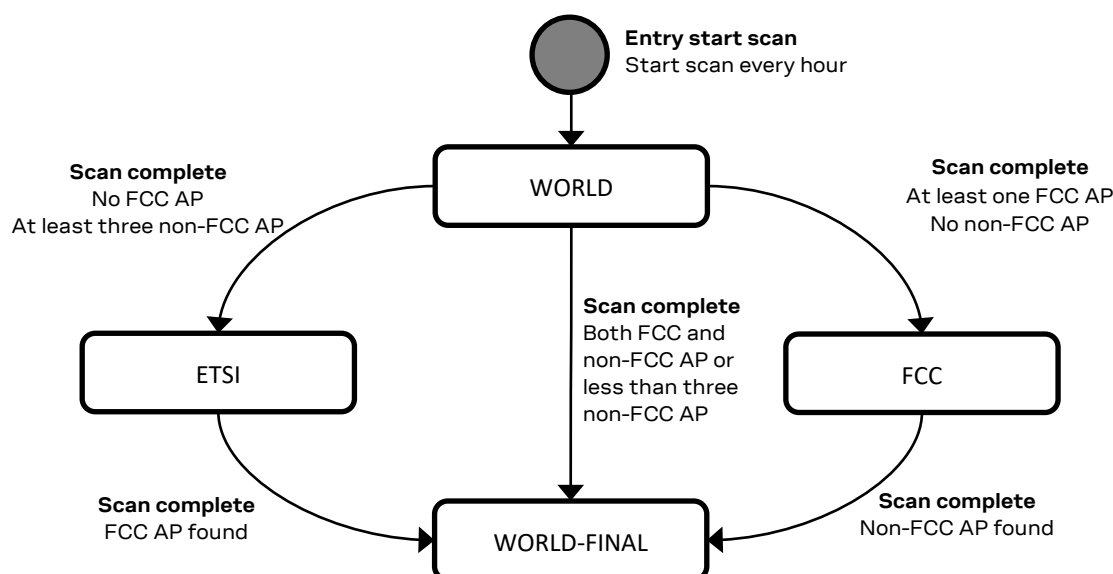 Entry start scan
Start scan every hour
WORLD
Scan complete
No FCC AP
At least three non-FCC AP
Scan complete
At least one FCC AP
No non-FCC AP
Scan complete
Both FCC and
non-FCC AP or
less than three
non-FCC AP
ETSI
FCC
Scan complete
FCC AP found
Scan complete
Non-FCC AP found
WORLD-FINAL